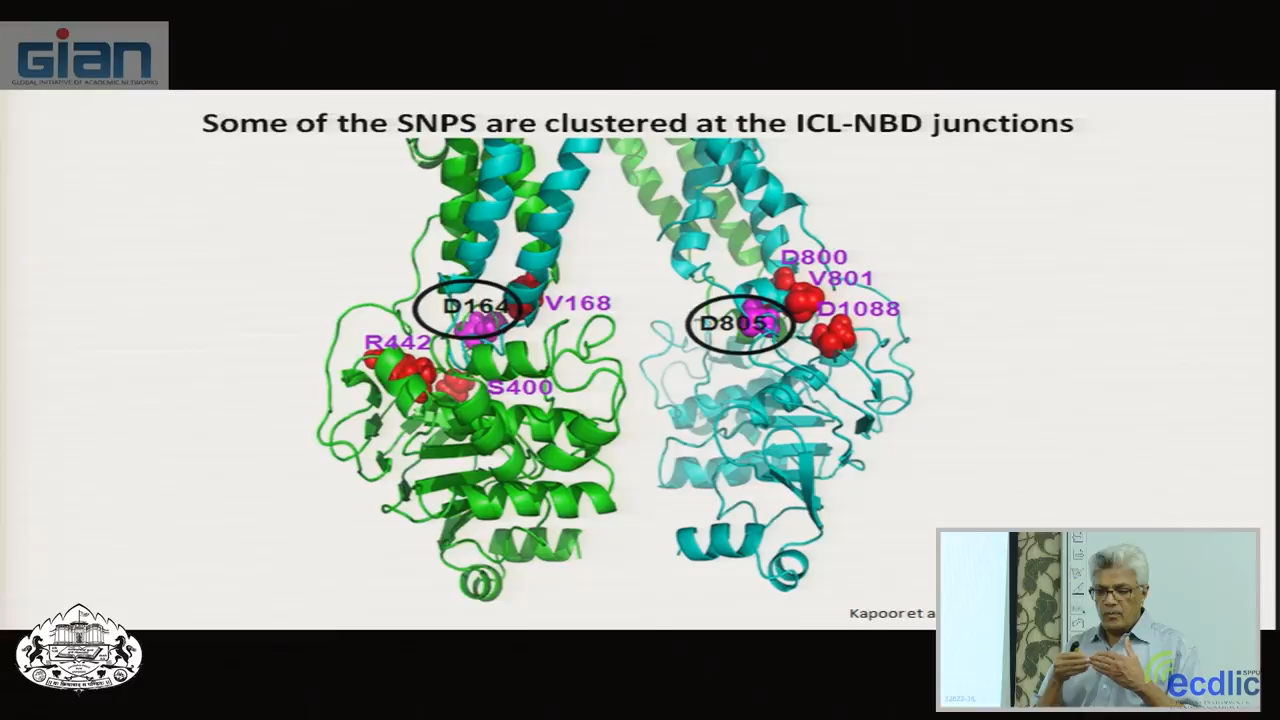 GIAN
GLOBAL INITIATIVE OF ACADEMIC NETWORKS
Some of the SNPS are clustered at the ICL-NBD junctions
D800
V801
D164
V168
D1088
D805
R442
S400
Kapoor et a
SPPU
ecdlic